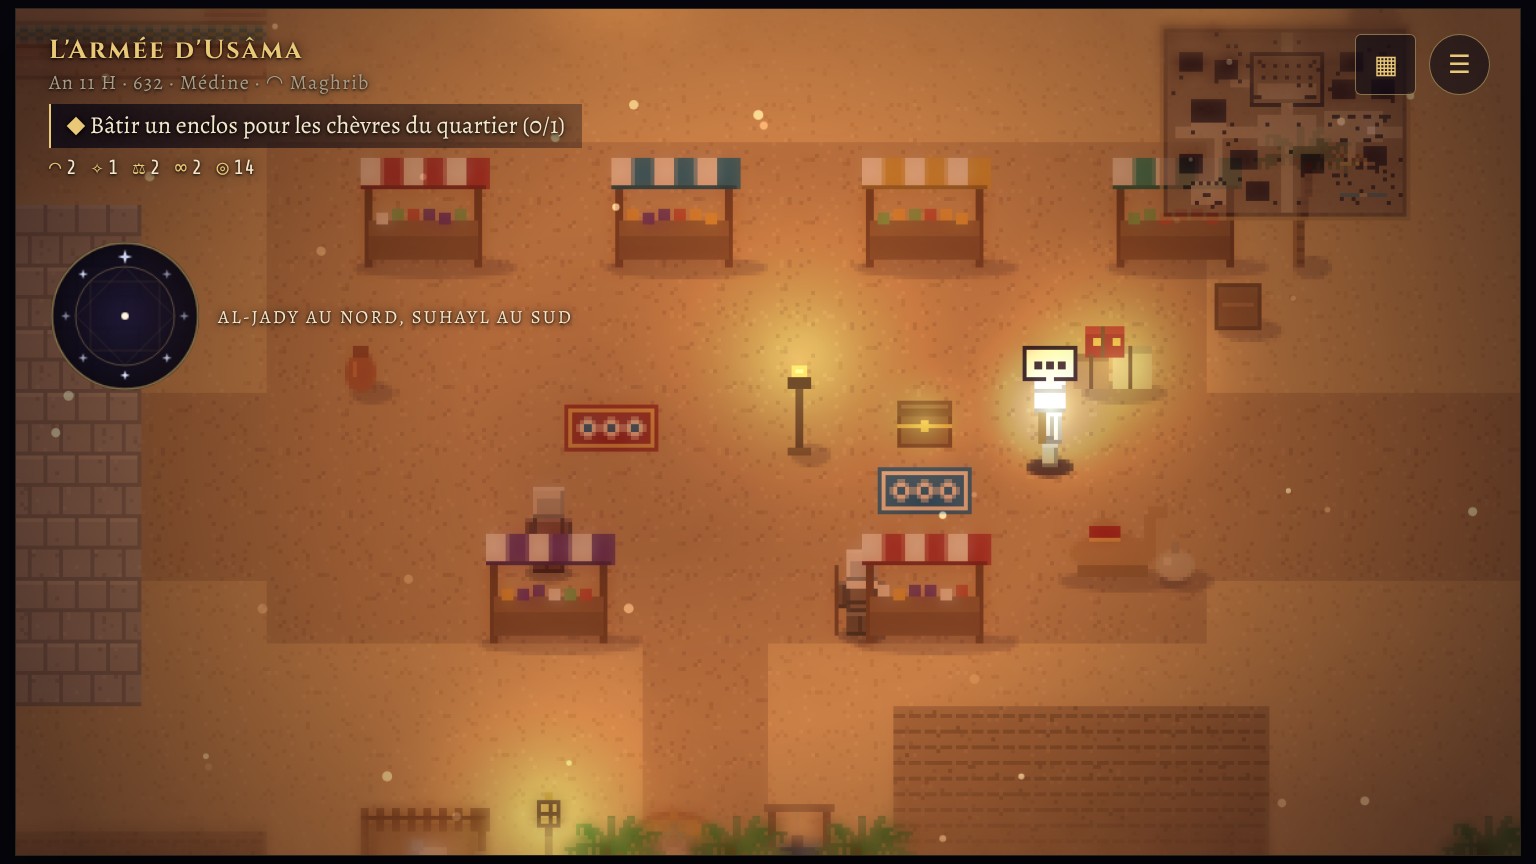 L'Armée d'Usâma
An 11 H · 632 · Médine · ◠ Maghrib
◆ Bâtir un enclos pour les chèvres du quartier (0/1)
◠ 2 ✧ 1 ⚖ 2 ∞ 2 ◎ 14
AL-JADY AU NORD, SUHAYL AU SUD